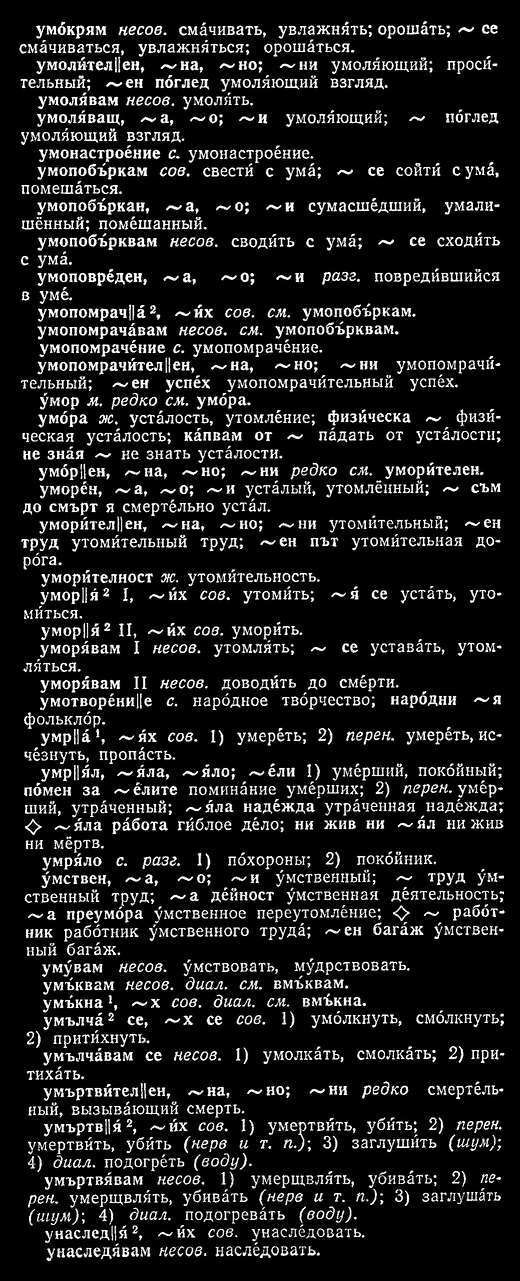 умо́крям несов. сма́чивать, увлажня́ть; ороша́ть; ~ се
сма́чиваться, увлажня́ться; ороша́ться.
умоли́тел||ен, ~на, ~но; ~ни умоля́ющий; проси́-
тельный; ~ен по́глед умоля́ющий взгляд.
умоля́вам несов. умоля́ть.
умоля́ващ, ~а, ~о; ~и умоля́ющий; ~ по́глед
умоля́ющий взгляд.
умонастрое́ние с. умонастрое́ние.
умопобъ́ркам сов. свести́ с ума́; ~ се сойти́ с ума́,
помеша́ться.
умопобъ́ркан, ~а, ~о; ~и сумасше́дший, умали-
шённый; поме́шанный.
умопобъ́рквам несов. своди́ть с ума́; ~ се сходи́ть
с ума́.
умоповре́ден, ~а, ~о; ~и разг. повреди́вшийся
в уме́.
умопомрач||а́ ², ~и́х сов. см. умопобъ́ркам.
умопомрача́вам несов. см. умопобъ́рквам.
умопомраче́ние с. умопомраче́ние.
умопомрачи́тел||ен, ~на, ~но; ~ни умопомрачи́-
тельный; ~ен успе́х умопомрачи́тельный успе́х.
у́мор м. редко см. умо́ра.
умо́ра ж. уста́лость, утомле́ние; физи́ческа ~ физи́-
ческая уста́лость; ка́пвам от ~ па́дать от уста́лости;
не зна́я ~ не знать уста́лости.
умо́р||ен, ~на, ~но; ~ни редко см. умори́телен.
уморе́н, ~а, ~о; ~и уста́лый, утомлённый; ~ съм
до смърт я смерте́льно уста́л.
умори́тел||ен, ~на, ~но; ~ни утоми́тельный; ~ен
труд утоми́тельный труд; ~ен път утоми́тельная до-
ро́га.
умори́телност ж. утоми́тельность.
умор||я́ ² I, ~и́х сов. утоми́ть; ~я́ се уста́ть, уто-
ми́ться.
умор||я́ ² II, ~и́х сов. умори́ть.
уморя́вам I несов. утомля́ть; ~ се устава́ть, утом-
ля́ться.
уморя́вам II несов. доводи́ть до сме́рти.
умотворе́ни||е с. наро́дное тво́рчество; наро́дни ~я
фолькло́р.
умр||а́ ¹, ~я́х сов. 1) умере́ть; 2) перен. умере́ть, ис-
че́знуть, пропа́сть.
умр||я́л, ~я́ла, ~я́ло; ~е́ли 1) уме́рший, поко́йный;
по́мен за ~е́лите помина́ние уме́рших; 2) перен. уме́р-
ший, утра́ченный; ~я́ла наде́жда утра́ченная наде́жда;
◇ ~я́ла ра́бота ги́блое де́ло; ни жив ни ~я́л ни жив
ни мёртв.
умря́ло с. разг. 1) по́хороны; 2) поко́йник.
у́мствен, ~а, ~о; ~и у́мственный; ~ труд у́м-
ственный труд; ~а де́йност у́мственная де́ятельность;
~а преумо́ра у́мственное переутомле́ние; ◇ ~ рабо́т-
ник рабо́тник у́мственного труда́; ~ен бага́ж у́мствен-
ный бага́ж.
уму́вам несов. у́мствовать, му́дрствовать.
умъ́квам несов. диал. см. вмъ́квам.
умъ́кна ¹, ~х сов. диал. см. вмъ́кна.
умълча́ ² се, ~х се сов. 1) умо́лкнуть, смо́лкнуть;
2) прити́хнуть.
умълча́вам се несов. 1) умолка́ть, смолка́ть; 2) при-
тиха́ть.
умъртви́тел||ен, ~на, ~но; ~ни редко смерте́ль-
ный, вызыва́ющий смерть.
умъртв||я́ ², ~и́х сов. 1) умертви́ть, уби́ть; 2) перен.
умертви́ть, уби́ть (нерв и т. п.); 3) заглуши́ть (шум);
4) диал. подогре́ть (воду).
умъртвя́вам несов. 1) умерщвля́ть, убива́ть; 2) пе-
рен. умерщвля́ть, убива́ть (нерв и т. п.); 3) заглуша́ть
(шум); 4) диал. подогрева́ть (воду).
унаслед||я́ ², ~и́х сов. унасле́довать.
унаследя́вам несов. насле́довать.